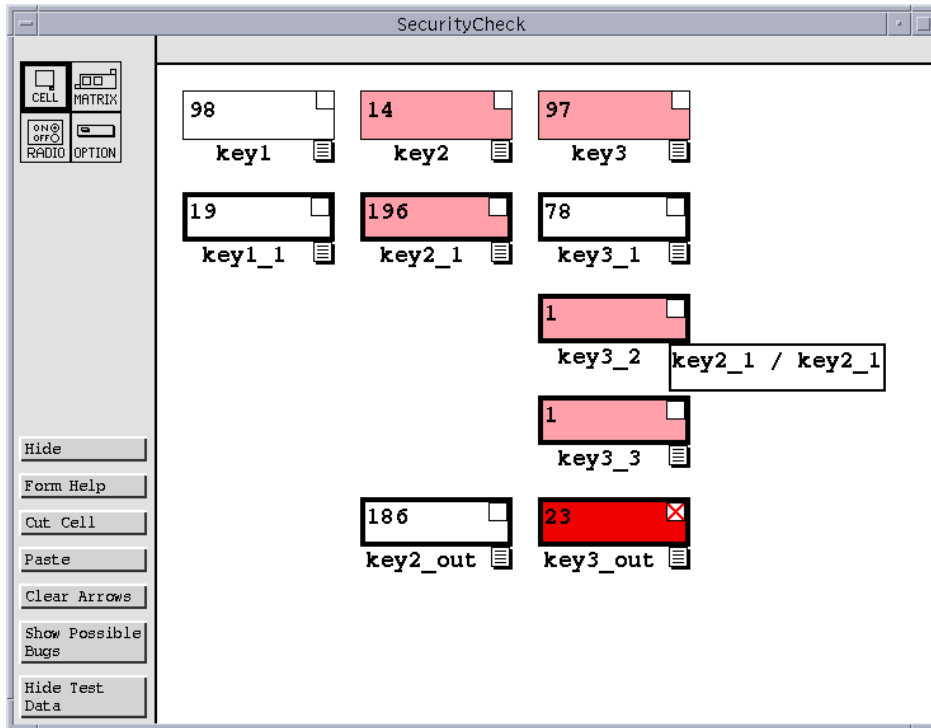 SecurityCheck
CELL
MATRIX
ON
OFF
RADIO
OPTION
98
14
97
key1
key2
key3
19
196
78
key1_1
key2_1
key3_1
1
key3_2
key2_1 / key2_1
1
key3_3
186
23
key2_out
key3_out
Hide
Form Help
Cut Cell
Paste
Clear Arrows
Show Possible
Bugs
Hide Test
Data